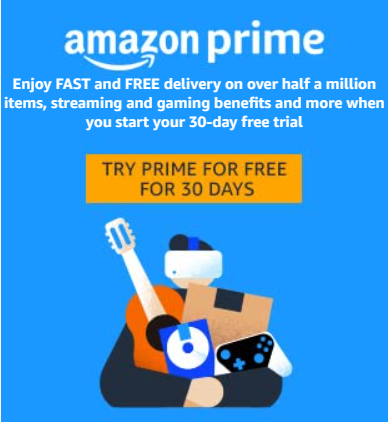 amazon prime
Enjoy FAST and FREE delivery on over half a million
items, streaming and gaming benefits and more when
you start your 30-day free trial
TRY PRIME FOR FREE
FOR 30 DAYS